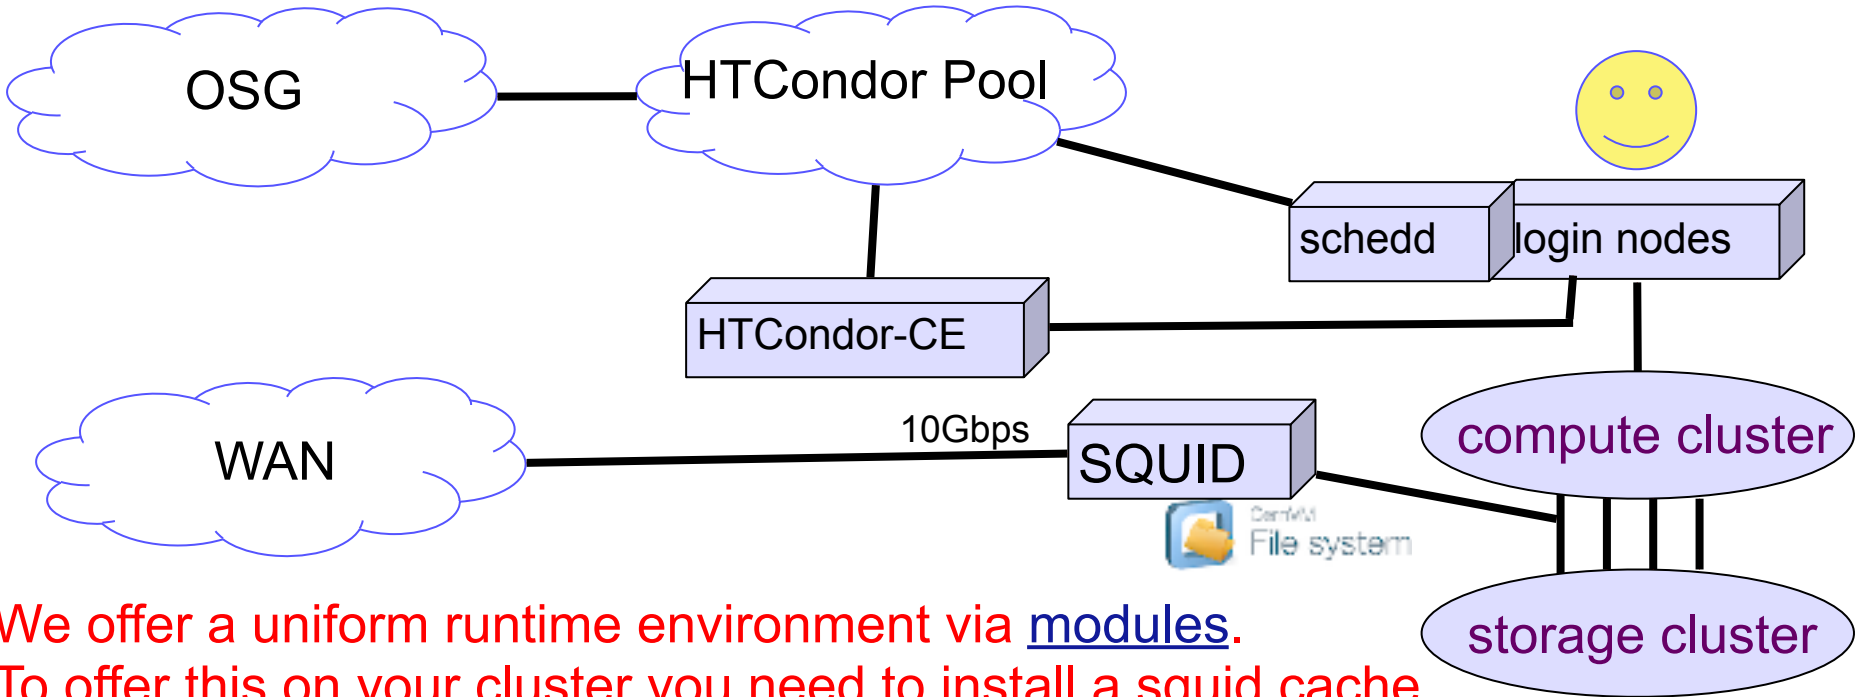 OSG
HTCondor Pool
schedd
login nodes
HTCondor-CE
10Gbps
WAN
SQUID
compute cluster
CernVM
File system
We offer a uniform runtime environment via modules.
storage cluster
To offer this on your cluster you need to install a squid cache